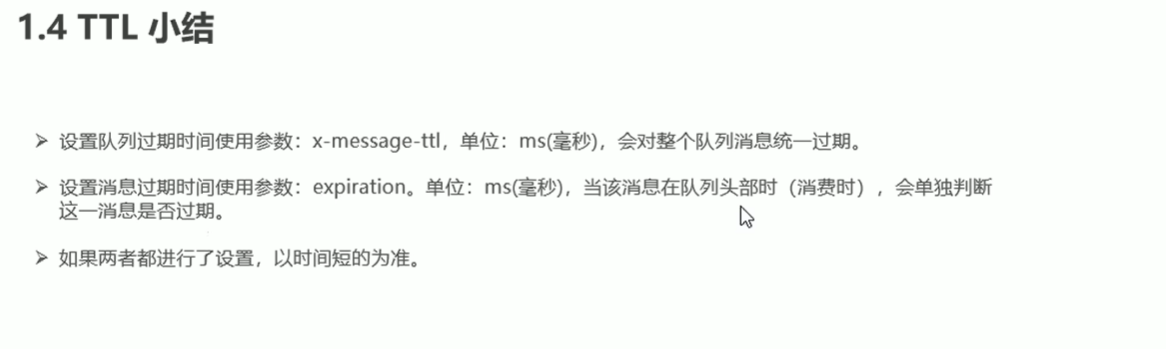 1.4 TTL 小结
➢ 设置队列过期时间使用参数：x-message-ttl，单位：ms(毫秒)，会对整个队列消息统一过期。
➢ 设置消息过期时间使用参数：expiration。单位：ms(毫秒)，当该消息在队列头部时（消费时），会单独判断
这一消息是否过期。
➢ 如果两者都进行了设置，以时间短的为准。